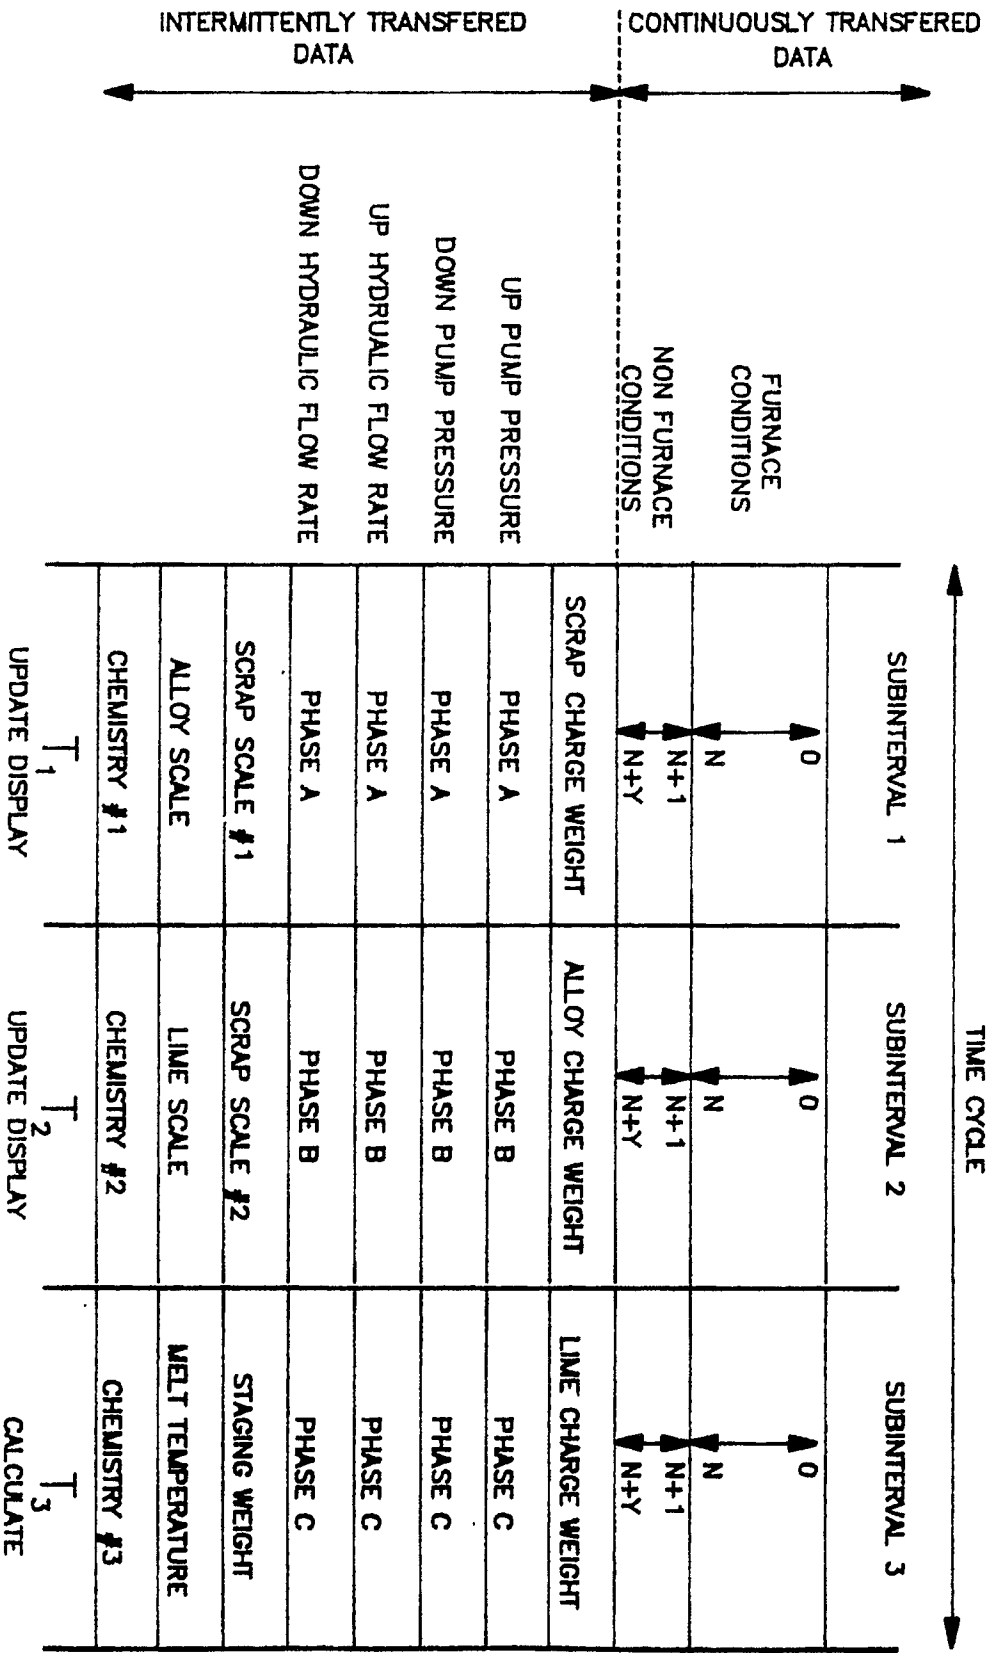 TIME CYCLE
SUBINTERVAL 1
SUBINTERVAL 2
SUBINTERVAL 3
CONTINUOUSLY TRANSFERED
DATA
FURNACE
CONDITIONS
0
N
0
N
0
N
NON FURNACE
CONDITIONS
N+1
N+Y
N+1
N+Y
N+1
N+Y
INTERMITTENTLY TRANSFERED
DATA
SCRAP CHARGE WEIGHT
ALLOY CHARGE WEIGHT
LIME CHARGE WEIGHT
UP PUMP PRESSURE
PHASE A
PHASE B
PHASE C
DOWN PUMP PRESSURE
PHASE A
PHASE B
PHASE C
UP HYDRUALIC FLOW RATE
PHASE A
PHASE B
PHASE C
DOWN HYDRAULIC FLOW RATE
PHASE A
PHASE B
PHASE C
SCRAP SCALE #1
SCRAP SCALE #2
STAGING WEIGHT
ALLOY SCALE
LIME SCALE
MELT TEMPERATURE
CHEMISTRY #1
CHEMISTRY #2
CHEMISTRY #3
T1
T2
T3
UPDATE DISPLAY
UPDATE DISPLAY
CALCULATE